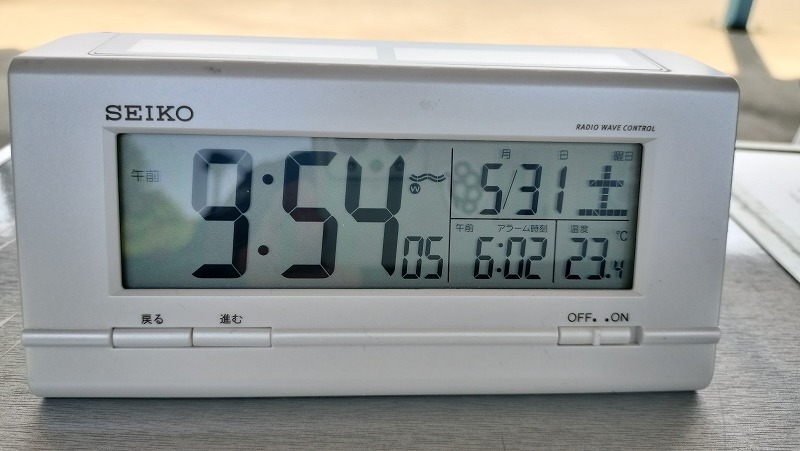 SEIKO
RADIO WAVE CONTROL
午前 9:54 05
W
月 日 曜日
5/31 土
午前 アラーム時刻
6:02
温度
23.4 ℃
戻る 進む
OFF. .ON